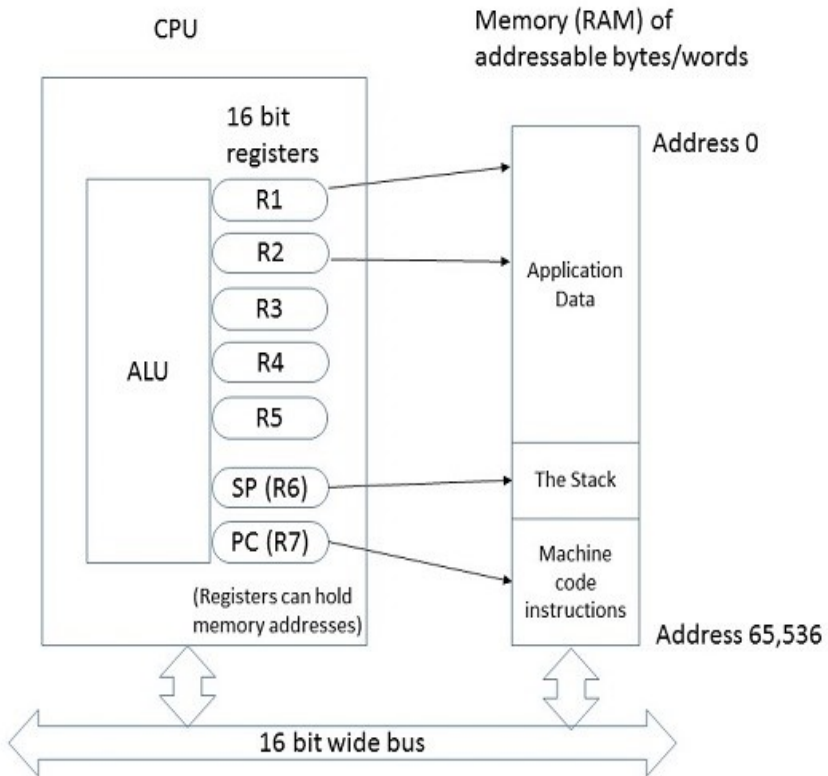 CPU
Memory (RAM) of
addressable bytes/words
16 bit
registers
Address 0
R1
R2
R3
R4
R5
SP (R6)
PC (R7)
ALU
(Registers can hold
memory addresses)
Application
Data
The Stack
Machine
code
instructions
Address 65,536
16 bit wide bus